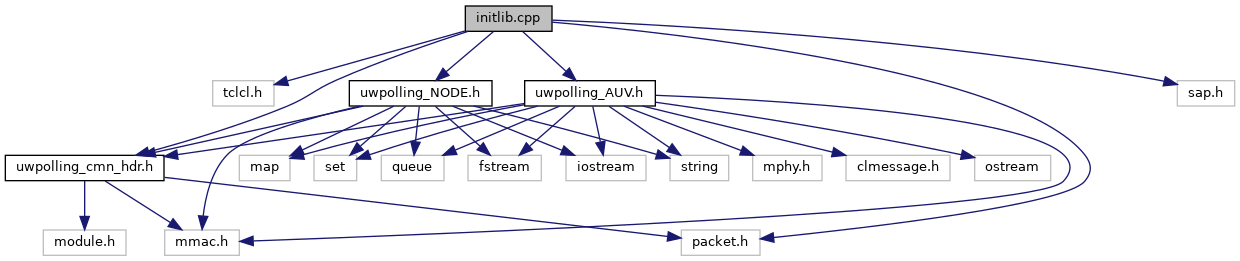 initlib.cpp
tclcl.h
uwpolling_NODE.h
uwpolling_AUV.h
sap.h
uwpolling_cmn_hdr.h
map
set
queue
fstream
iostream
string
mphy.h
clmessage.h
ostream
module.h
mmac.h
packet.h